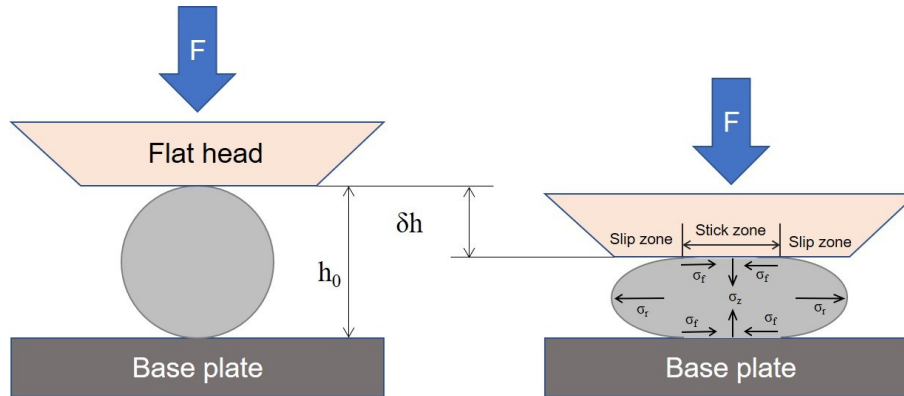 F
Flat head
h₀
δh
Base plate
F
Slip zone
Stick zone
Slip zone
σf
σf
σz
σr
σr
σf
σf
Base plate